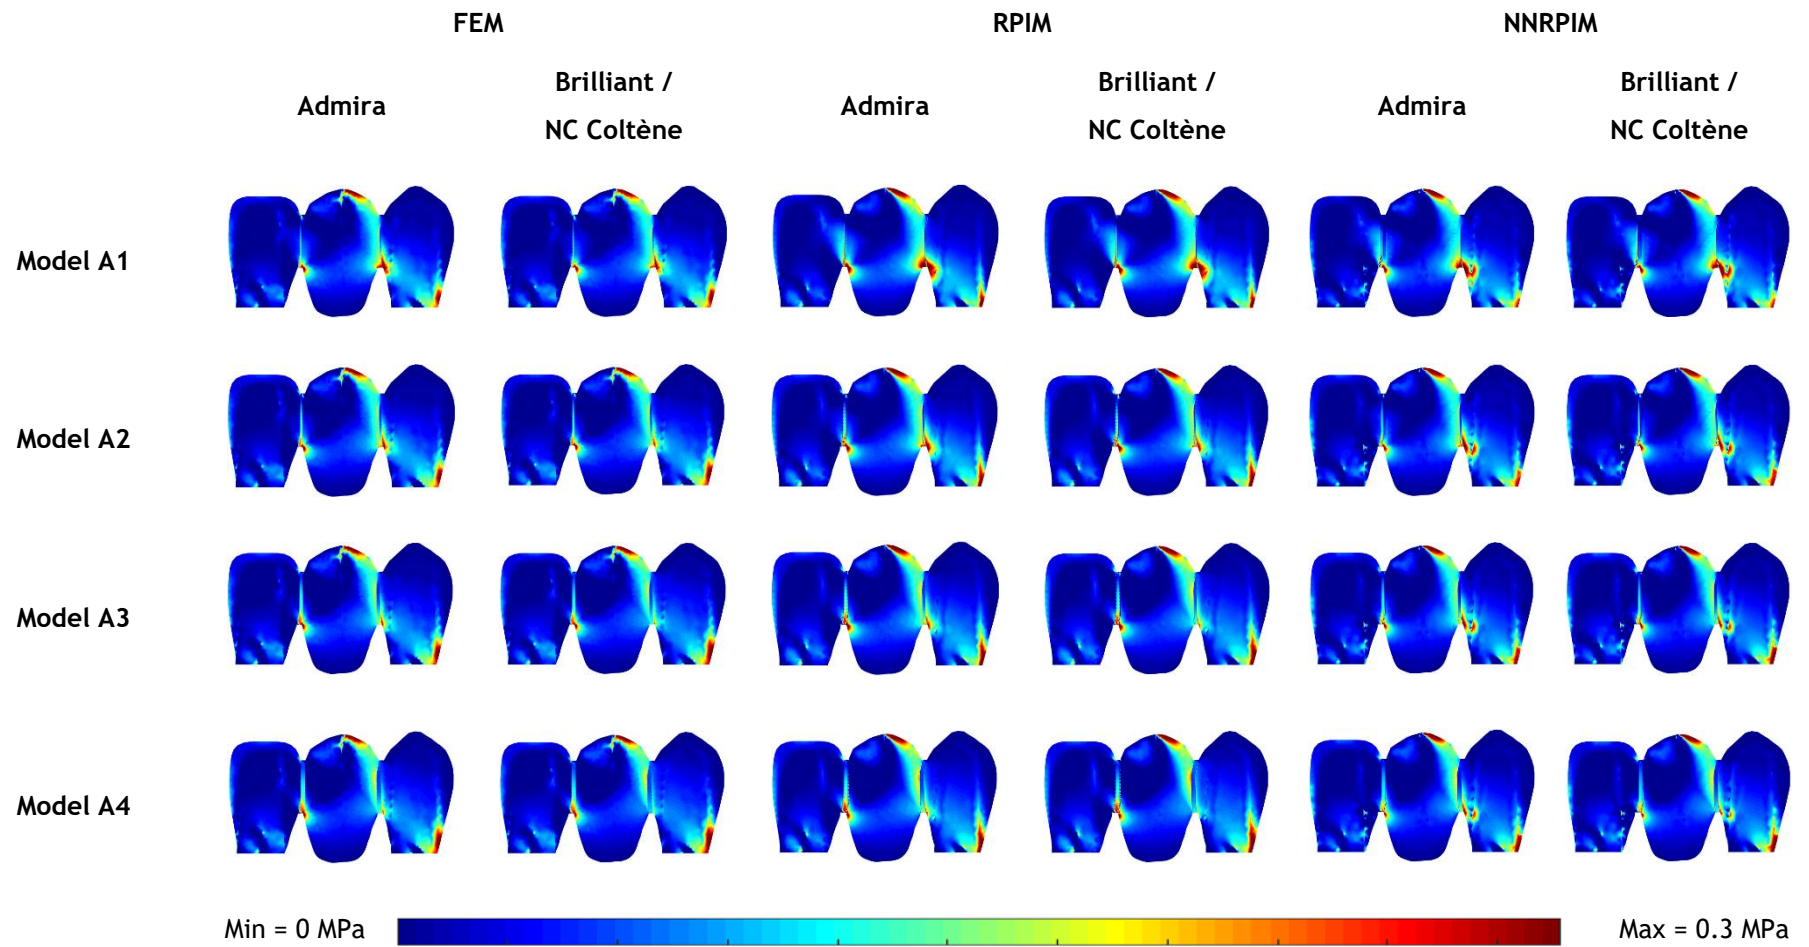 FEM RPIM NNRPIM
Admira Brilliant / NC Coltène Admira Brilliant / NC Coltène Admira Brilliant / NC Coltène
Model A1
Model A2
Model A3
Model A4
Min = 0 MPa Max = 0.3 MPa